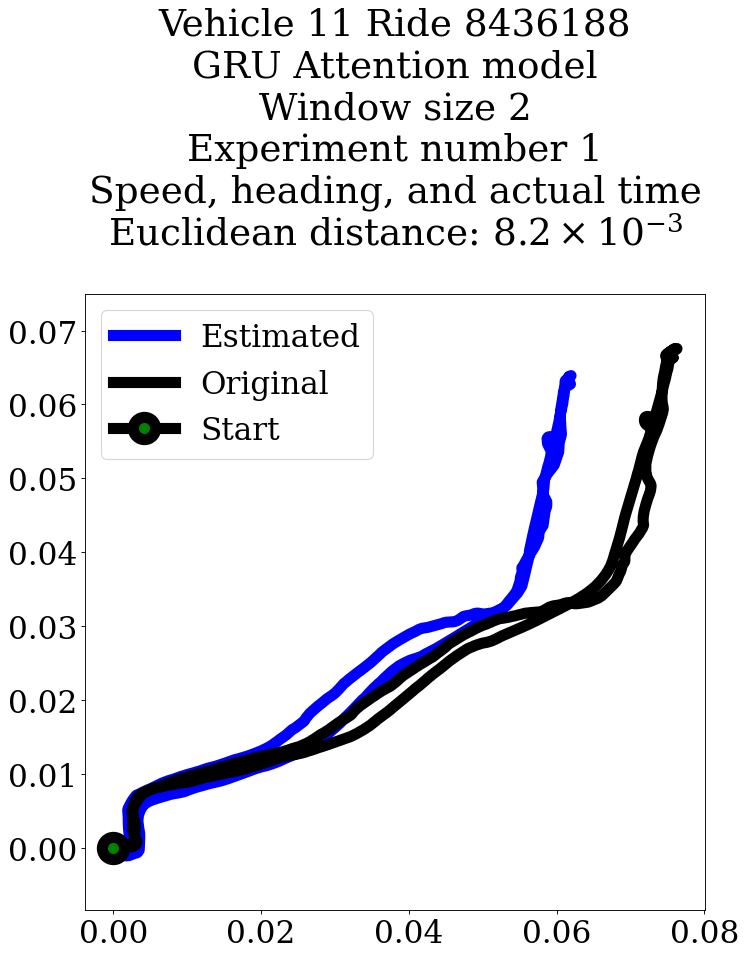 Vehicle 11 Ride 8436188
GRU Attention model
Window size 2
Experiment number 1
Speed, heading, and actual time
Euclidean distance: 8.2 × 10⁻³
Estimated
Original
Start
0.07
0.06
0.05
0.04
0.03
0.02
0.01
0.00
0.00 0.02 0.04 0.06 0.08